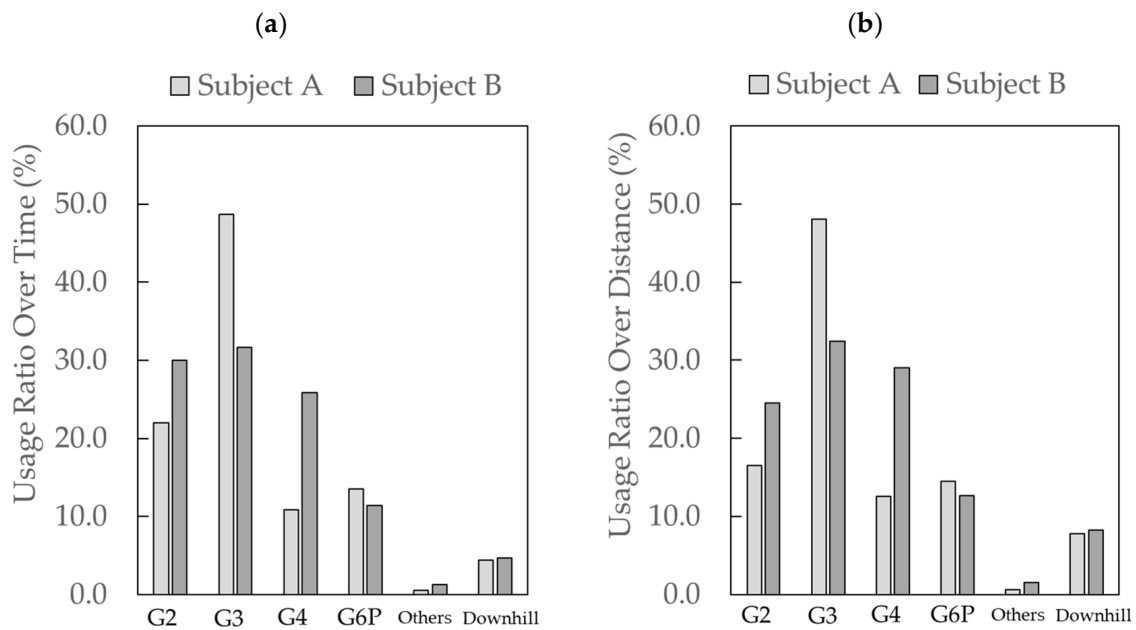 (a)
Subject A Subject B
Usage Ratio Over Time (%)
60.0
50.0
40.0
30.0
20.0
10.0
0.0
G2 G3 G4 G6P Others Downhill
(b)
Subject A Subject B
Usage Ratio Over Distance (%)
60.0
50.0
40.0
30.0
20.0
10.0
0.0
G2 G3 G4 G6P Others Downhill